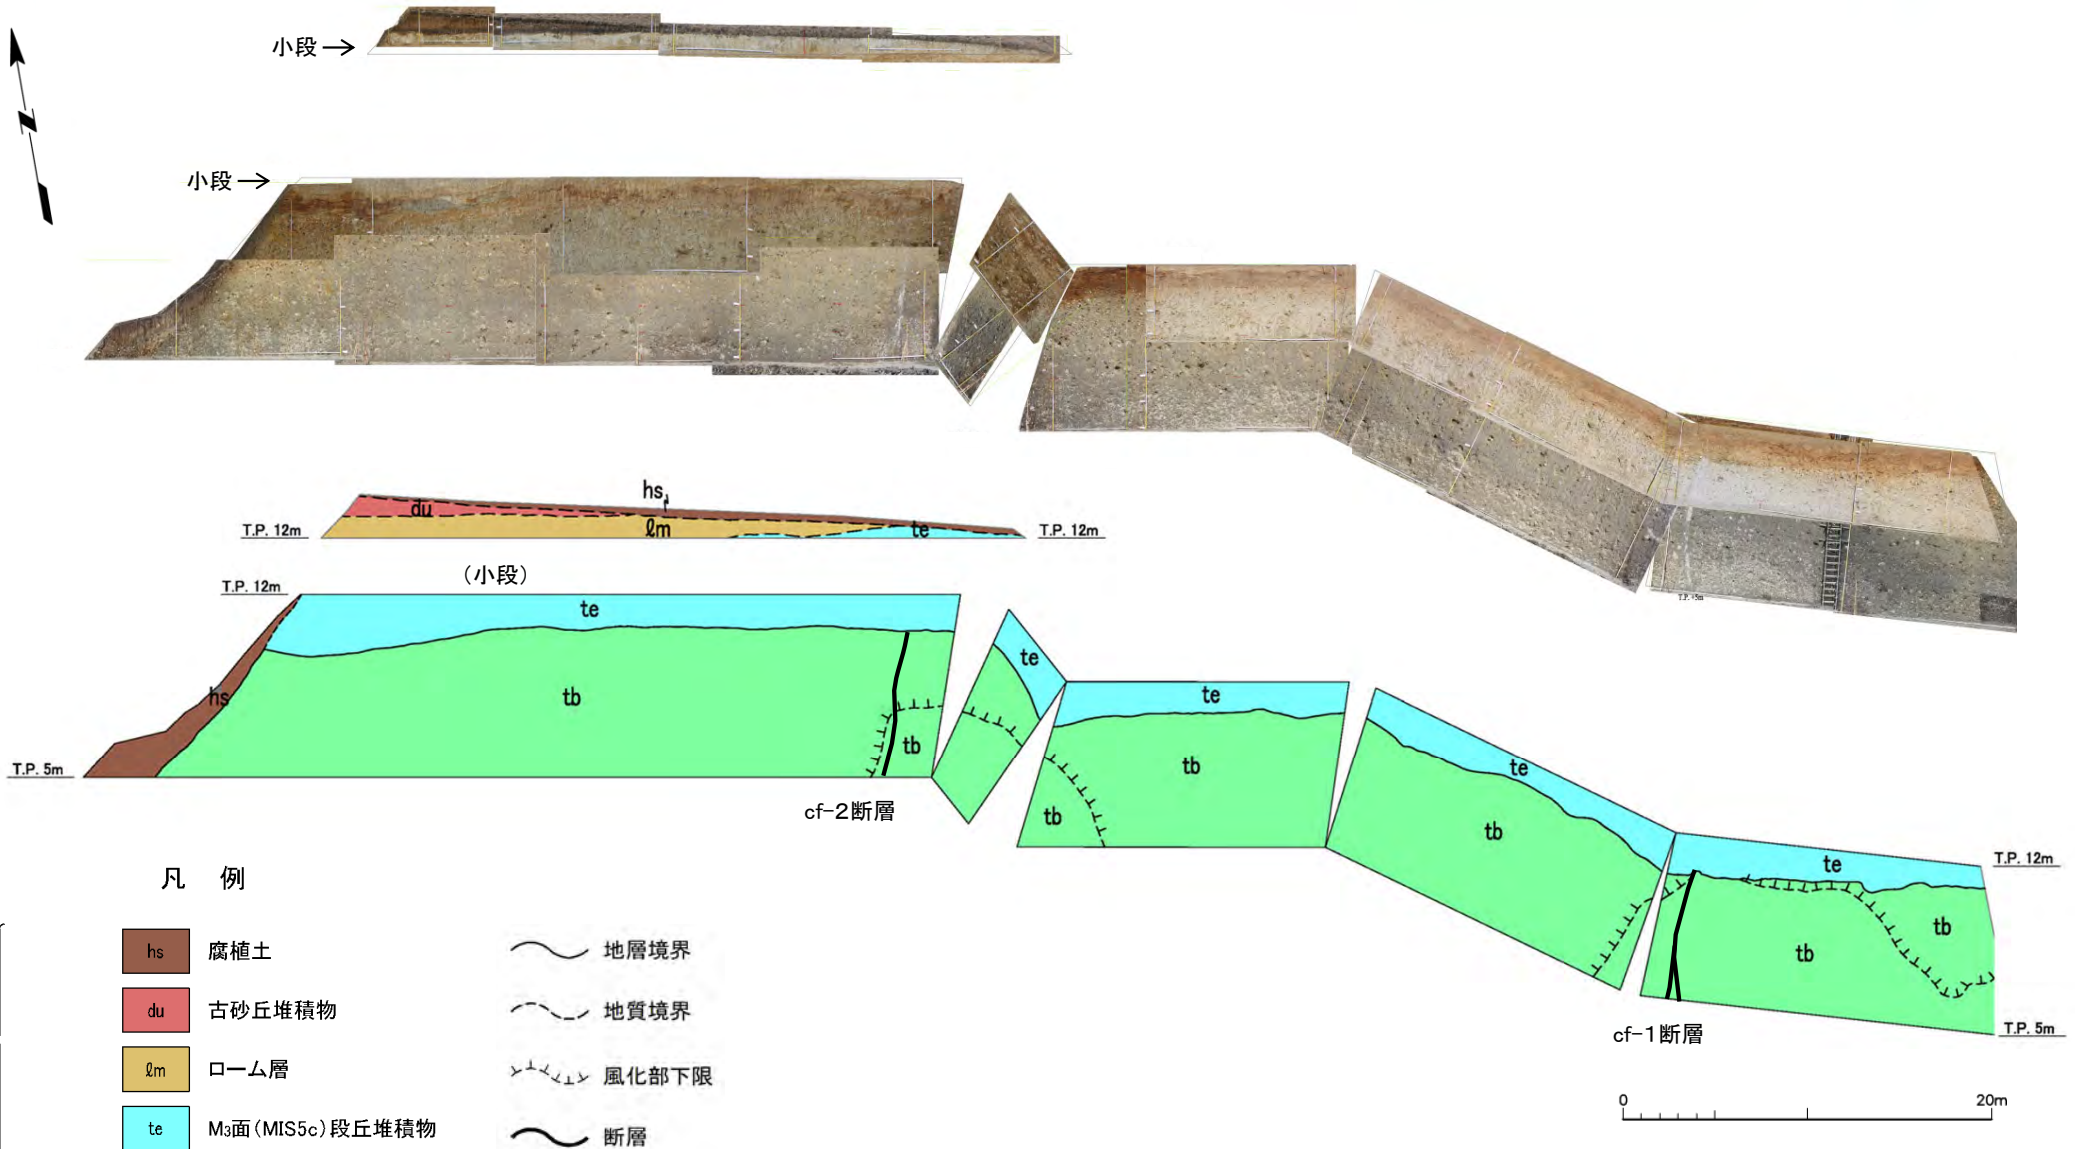 小段→
N
小段→
T.P. +5m
hs
du
ℓm
te
T.P. 12m
T.P. 12m
(小段)
T.P. 12m
te
te
te
hs
tb
tb
tb
te
tb
tb
te
T.P. 12m
tb
tb
T.P. 5m
cf-2断層
cf-1断層
T.P. 5m
凡 例
hs 腐植土
du 古砂丘堆積物
ℓm ローム層
te M₃面(MIS5c)段丘堆積物
地層境界
地質境界
風化部下限
断層
0 20m